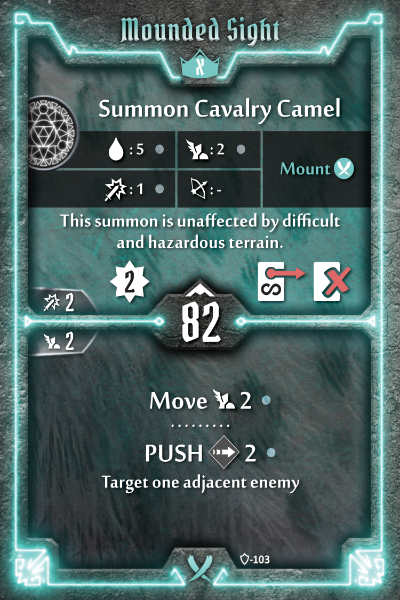 Mounded Sight
X
Summon Cavalry Camel
: 5
: 2
Mount
: 1
: -
This summon is unaffected by difficult
and hazardous terrain.
2
2
82
2
Move 2
PUSH 2
Target one adjacent enemy
-103